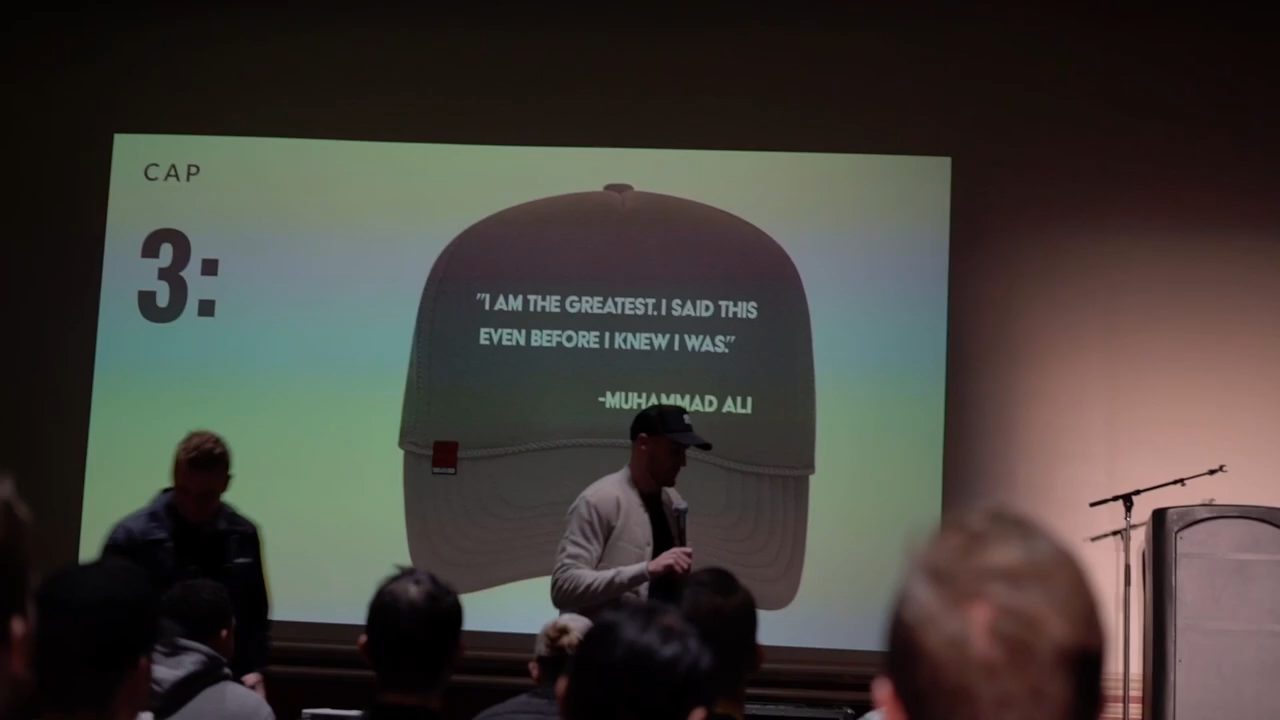 CAP
3:
"I AM THE GREATEST. I SAID THIS
EVEN BEFORE I KNEW I WAS."
-MUHAMMAD ALI